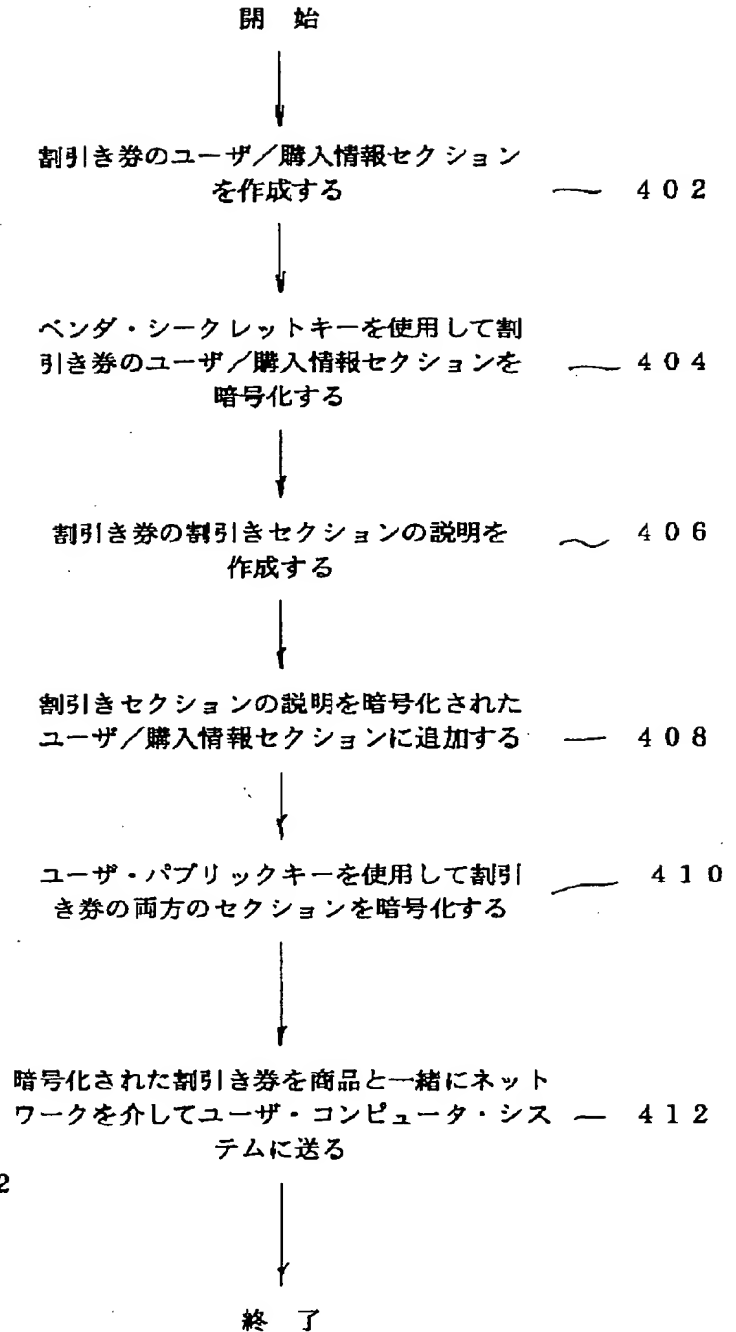 開 始
割引き券のユーザ／購入情報セクション
を作成する
402
ベンダ・シークレットキーを使用して割
引き券のユーザ／購入情報セクションを
暗号化する
404
割引き券の割引きセクションの説明を
作成する
406
割引きセクションの説明を暗号化された
ユーザ／購入情報セクションに追加する
408
ユーザ・パブリックキーを使用して割引
き券の両方のセクションを暗号化する
410
暗号化された割引き券を商品と一緒にネット
ワークを介してユーザ・コンピュータ・シス
テムに送る
412
2
終 了